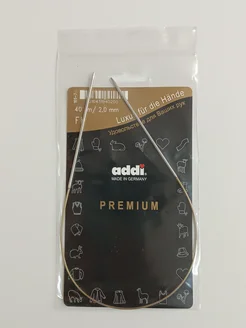 40 cm/ 2,0 mm
Luxus für die Hände
Удовольствие для Ваших рук
addi
MADE IN GERMANY
PREMIUM